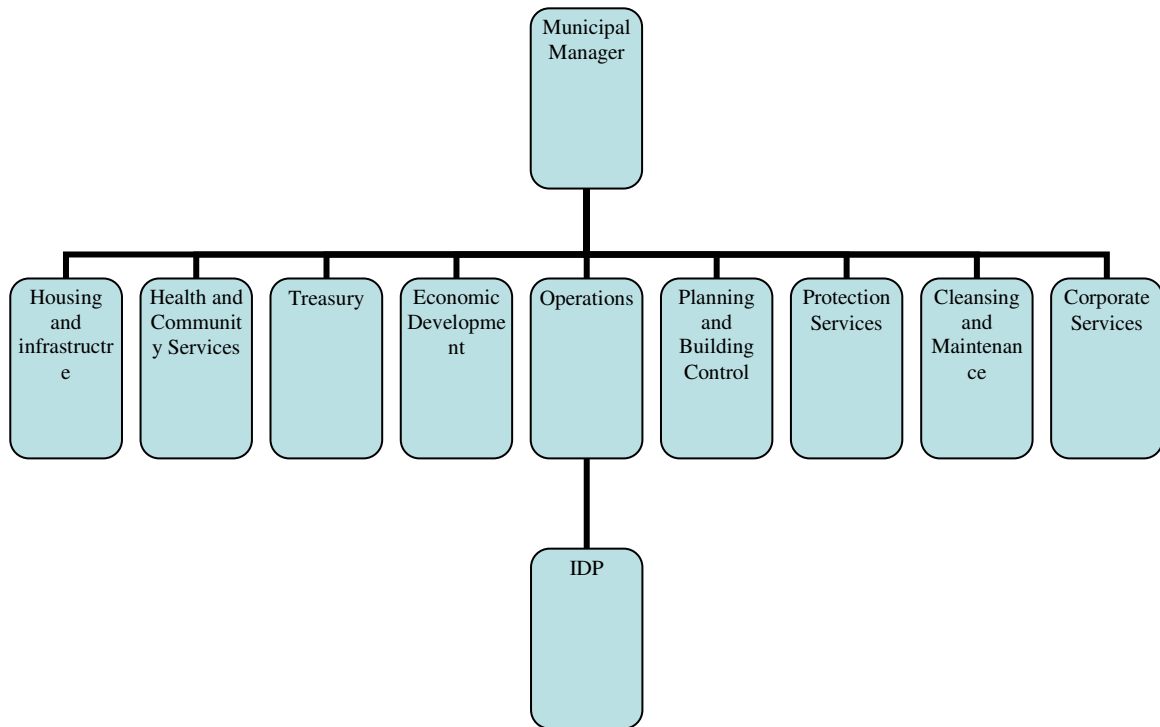 Municipal
Manager
Housing
and
infrastructr
e
Health and
Communit
y Services
Treasury
Economic
Developme
nt
Operations
Planning
and
Building
Control
Protection
Services
Cleansing
and
Maintenan
ce
Corporate
Services
IDP